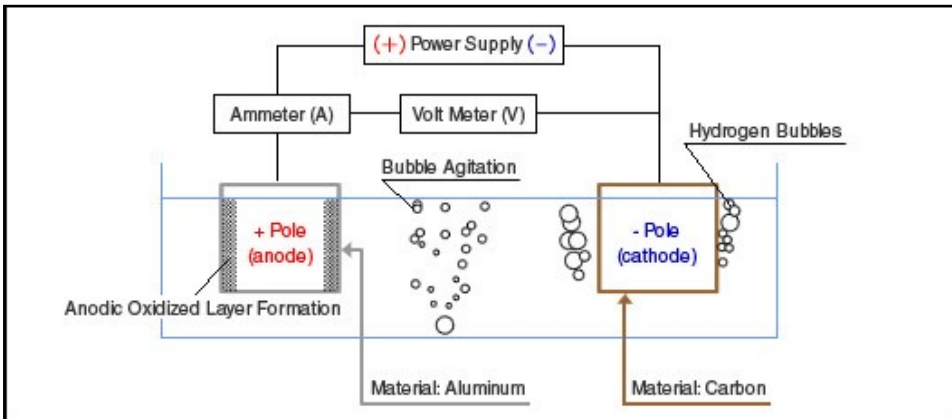 (+) Power Supply (-)
Ammeter (A)
Volt Meter (V)
Hydrogen Bubbles
Bubble Agitation
+ Pole
(anode)
- Pole
(cathode)
Anodic Oxidized Layer Formation
Material: Aluminum
Material: Carbon